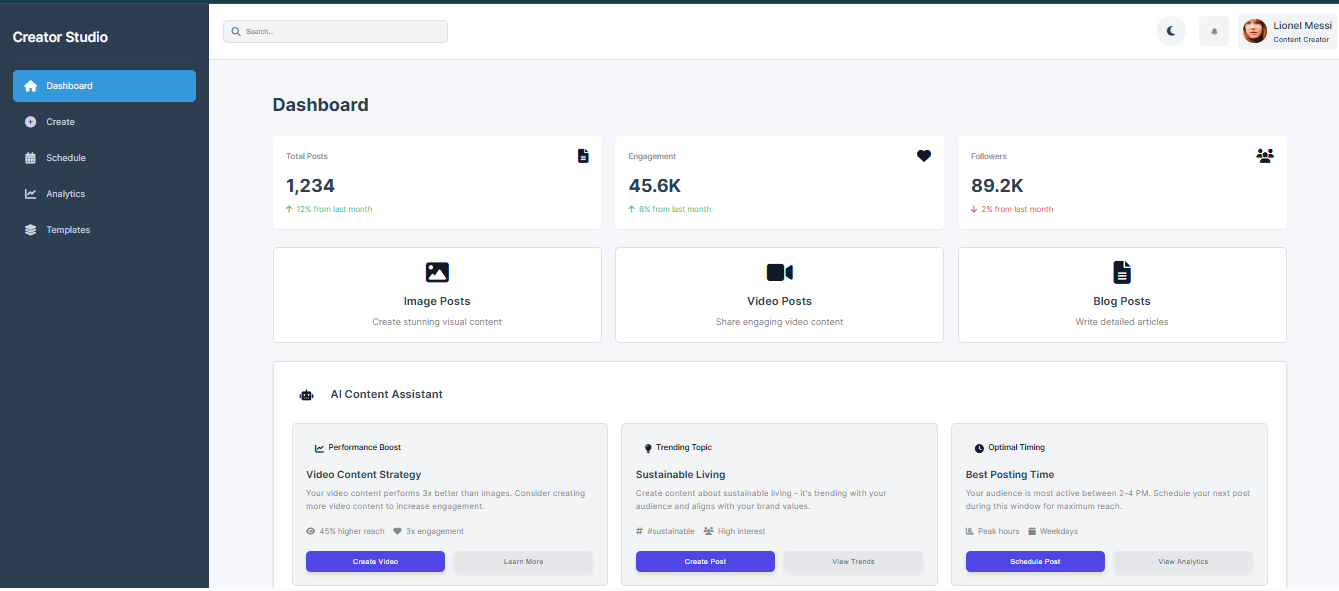 Creator Studio
Dashboard
Create
Schedule
Analytics
Templates
Search...
Lionel Messi
Content Creator
Dashboard
Total Posts
1,234
12% from last month
Engagement
45.6K
8% from last month
Followers
89.2K
2% from last month
Image Posts
Create stunning visual content
Video Posts
Share engaging video content
Blog Posts
Write detailed articles
AI Content Assistant
Performance Boost
Video Content Strategy
Your video content performs 3x better than images. Consider creating
more video content to increase engagement.
45% higher reach 3x engagement
Create Video Learn More
Trending Topic
Sustainable Living
Create content about sustainable living - it's trending with your
audience and aligns with your brand values.
# #sustainable High interest
Create Post View Trends
Optimal Timing
Best Posting Time
Your audience is most active between 2-4 PM. Schedule your next post
during this window for maximum reach.
Peak hours Weekdays
Schedule Post View Analytics